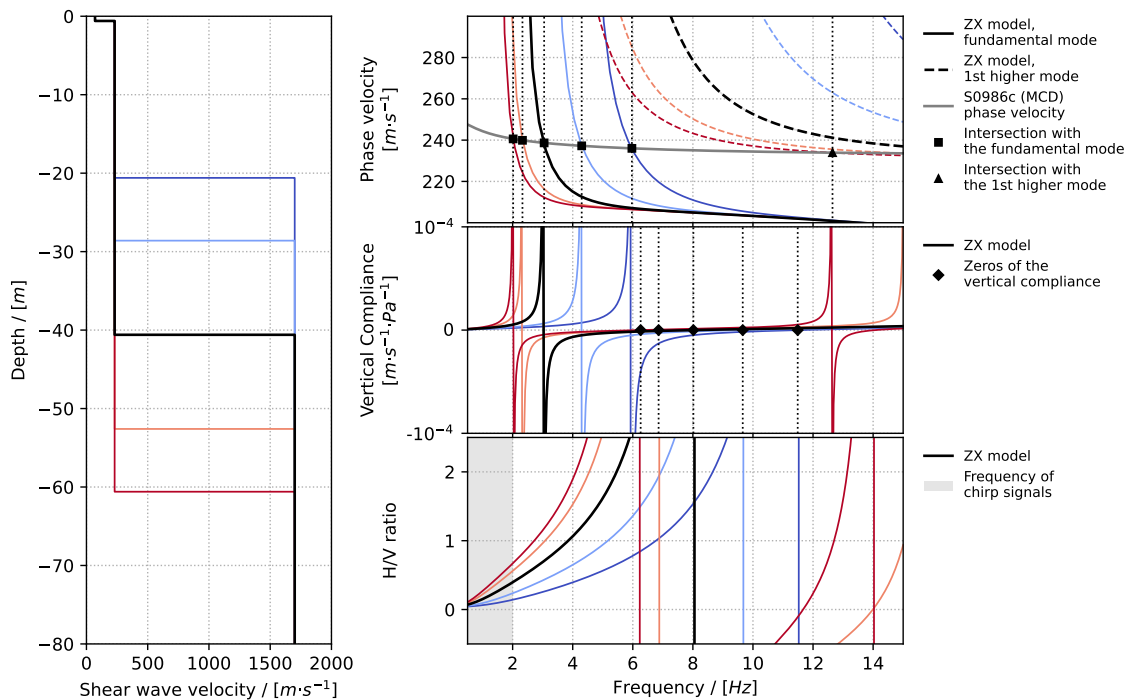 0
−10
−20
−30
−40
−50
−60
−70
−80
Depth / [m]
0
500
1000
1500
2000
Shear wave velocity / [m·s⁻¹]
280
260
240
220
Phase velocity
[m·s⁻¹]
10⁻⁴
0
-10⁻⁴
Vertical Compliance
[m·s⁻¹·Pa⁻¹]
2
1
0
H/V ratio
2
4
6
8
10
12
14
Frequency / [Hz]
ZX model,
fundamental mode
ZX model,
1st higher mode
S0986c (MCD)
phase velocity
Intersection with
the fundamental mode
Intersection with
the 1st higher mode
ZX model
Zeros of the
vertical compliance
ZX model
Frequency of
chirp signals